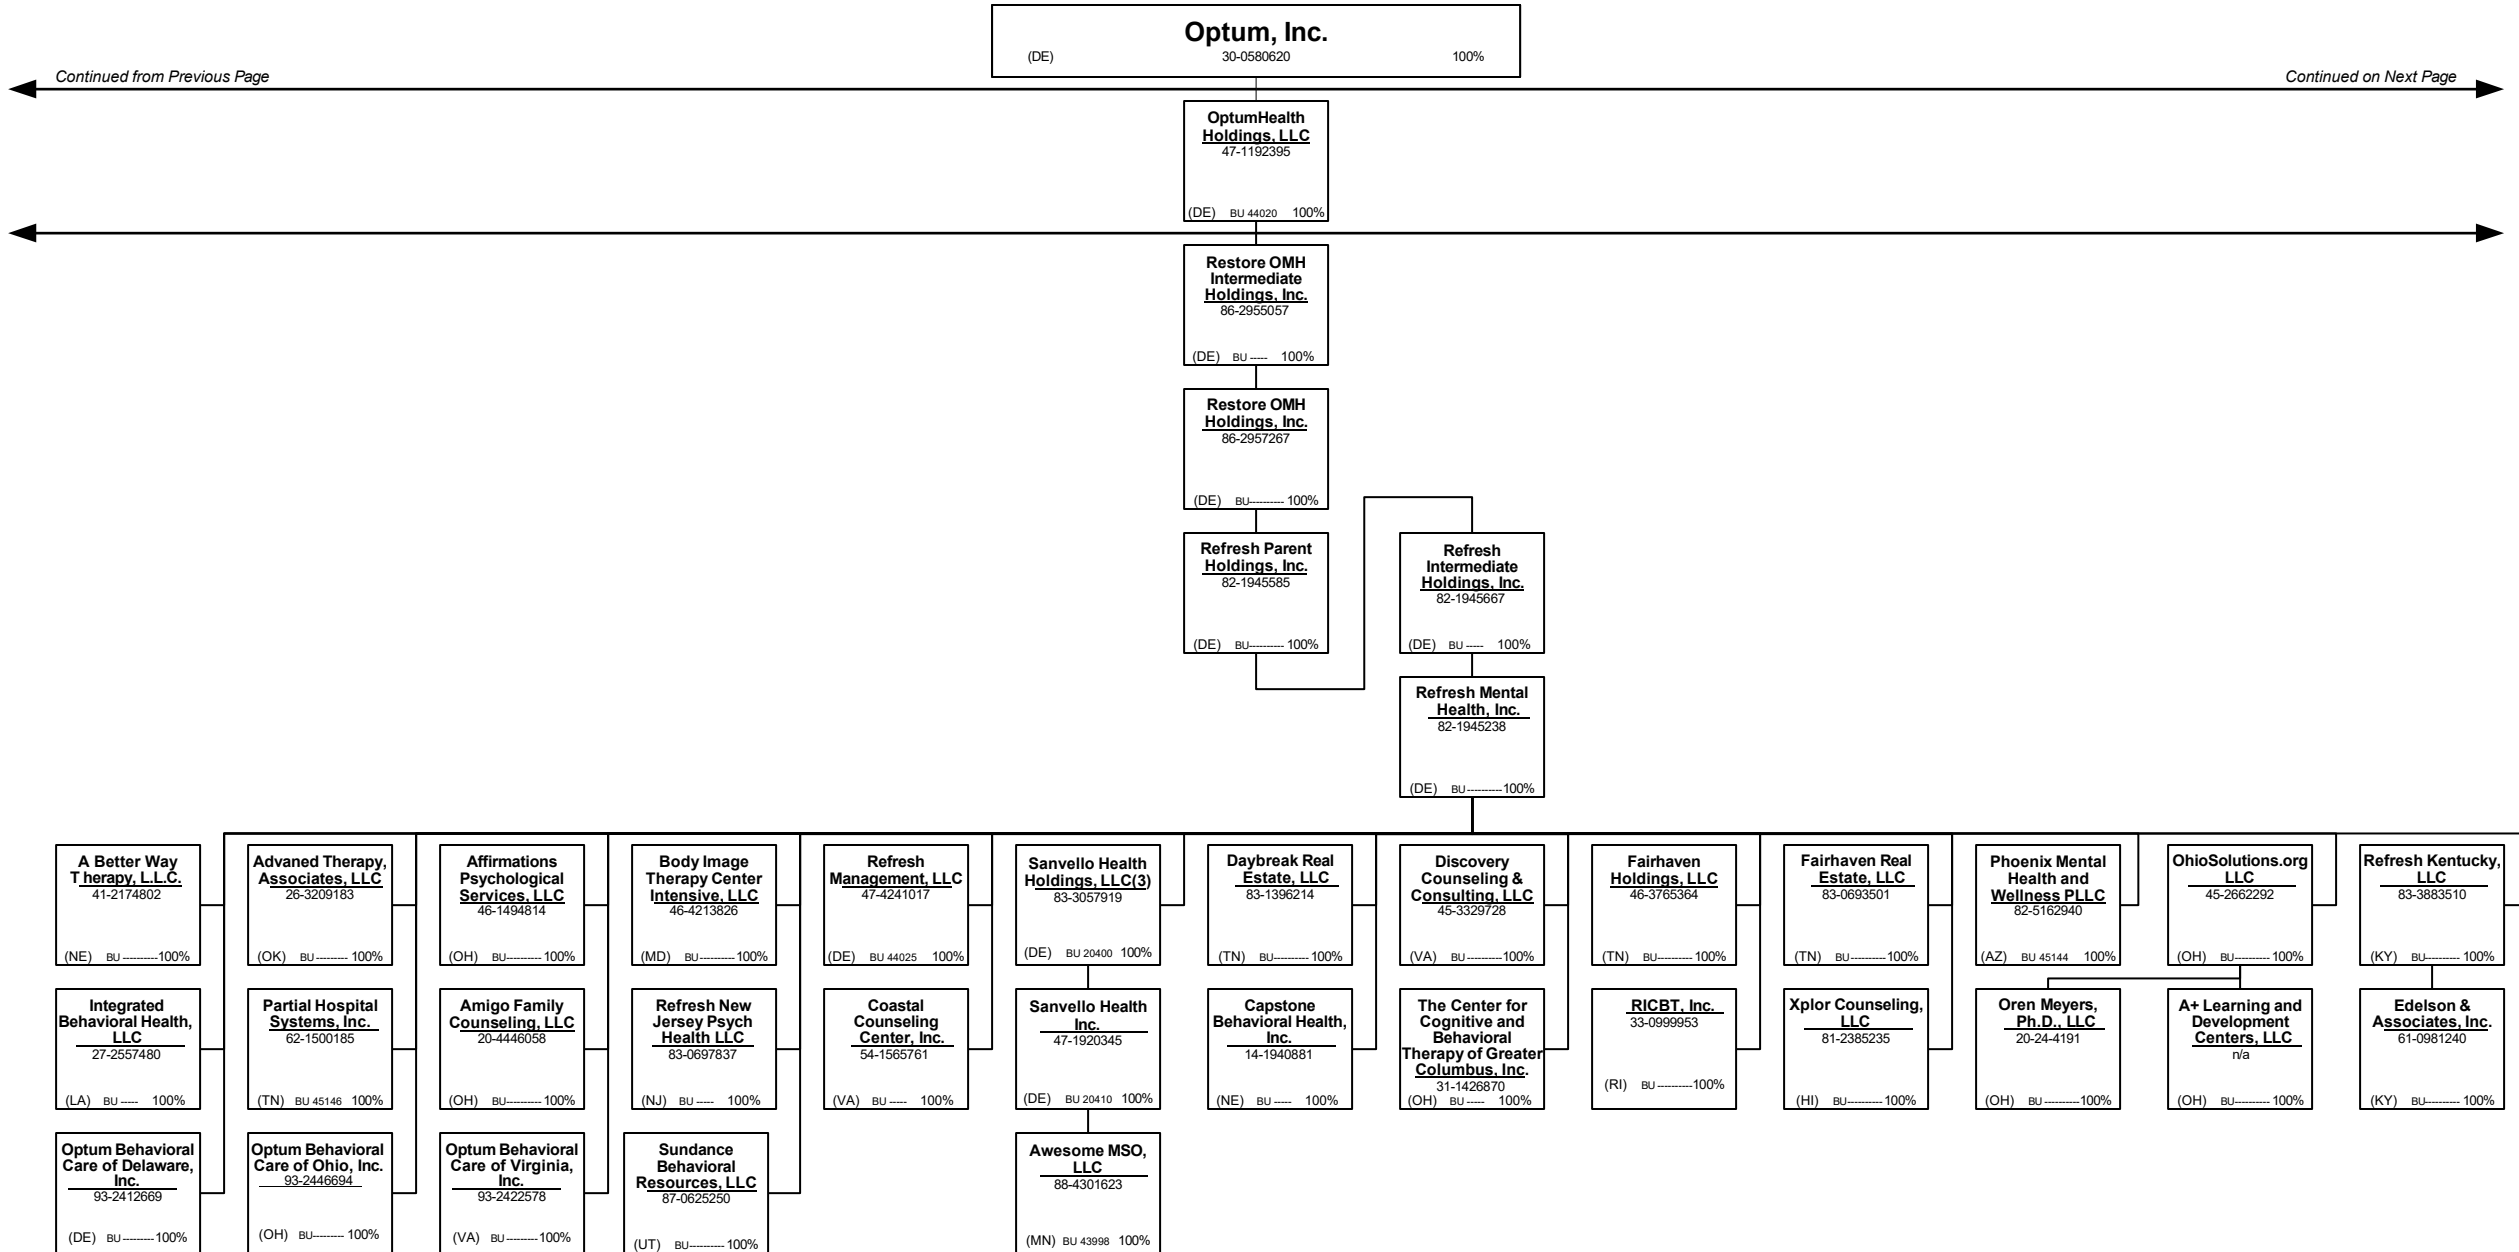 Optum, Inc.
(DE) 30-0580620 100%
Continued from Previous Page
Continued on Next Page
OptumHealth
Holdings, LLC
47-1192395
(DE) BU 44020 100%
Restore OMH
Intermediate
Holdings, Inc.
86-2955057
(DE) BU ----- 100%
Restore OMH
Holdings, Inc.
86-2957267
(DE) BU---------- 100%
Refresh Parent
Holdings, Inc.
82-1945585
(DE) BU---------- 100%
Refresh
Intermediate
Holdings, Inc.
82-1945667
(DE) BU ----- 100%
Refresh Mental
Health, Inc.
82-1945238
(DE) BU ----------100%
A Better Way
Therapy, L.L.C.
41-2174802
(NE) BU ----------100%
Advaned Therapy,
Associates, LLC
26-3209183
(OK) BU --------- 100%
Affirmations
Psychological
Services, LLC
46-1494814
(OH) BU---------- 100%
Body Image
Therapy Center
Intensive, LLC
46-4213826
(MD) BU----------100%
Refresh
Management, LLC
47-4241017
(DE) BU 44025 100%
Sanvello Health
Holdings, LLC(3)
83-3057919
(DE) BU 20400 100%
Daybreak Real
Estate, LLC
83-1396214
(TN) BU----------100%
Discovery
Counseling &
Consulting, LLC
45-3329728
(VA) BU ----------100%
Fairhaven
Holdings, LLC
46-3765364
(TN) BU---------- 100%
Fairhaven Real
Estate, LLC
83-0693501
(TN) BU----------100%
Phoenix Mental
Health and
Wellness PLLC
82-5162940
(AZ) BU 45144 100%
OhioSolutions.org
LLC
45-2662292
(OH) BU---------- 100%
Refresh Kentucky,
LLC
83-3883510
(KY) BU---------- 100%
Integrated
Behavioral Health,
LLC
27-2557480
(LA) BU ----- 100%
Partial Hospital
Systems, Inc.
62-1500185
(TN) BU 45146 100%
Amigo Family
Counseling, LLC
20-4446058
(OH) BU---------- 100%
Refresh New
Jersey Psych
Health LLC
83-0697837
(NJ) BU ----- 100%
Coastal
Counseling
Center, Inc.
54-1565761
(VA) BU ----- 100%
Sanvello Health
Inc.
47-1920345
(DE) BU 20410 100%
Capstone
Behavioral Health,
Inc.
14-1940881
(NE) BU ----- 100%
The Center for
Cognitive and
Behavioral
Therapy of Greater
Columbus, Inc.
31-1426870
(OH) BU ----- 100%
RICBT, Inc.
33-0999953
(RI) BU ----------100%
Xplor Counseling,
LLC
81-2385235
(HI) BU---------- 100%
Oren Meyers,
Ph.D., LLC
20-24-4191
(OH) BU ----------100%
A+ Learning and
Development
Centers, LLC
n/a
(OH) BU---------- 100%
Edelson &
Associates, Inc.
61-0981240
(KY) BU---------- 100%
Optum Behavioral
Care of Delaware,
Inc.
93-2412669
(DE) BU ---------100%
Optum Behavioral
Care of Ohio, Inc.
93-2446694
(OH) BU--------- 100%
Optum Behavioral
Care of Virginia,
Inc.
93-2422578
(VA) BU ---------100%
Sundance
Behavioral
Resources, LLC
87-0625250
(UT) BU---------- 100%
Awesome MSO,
LLC
88-4301623
(MN) BU 43998 100%